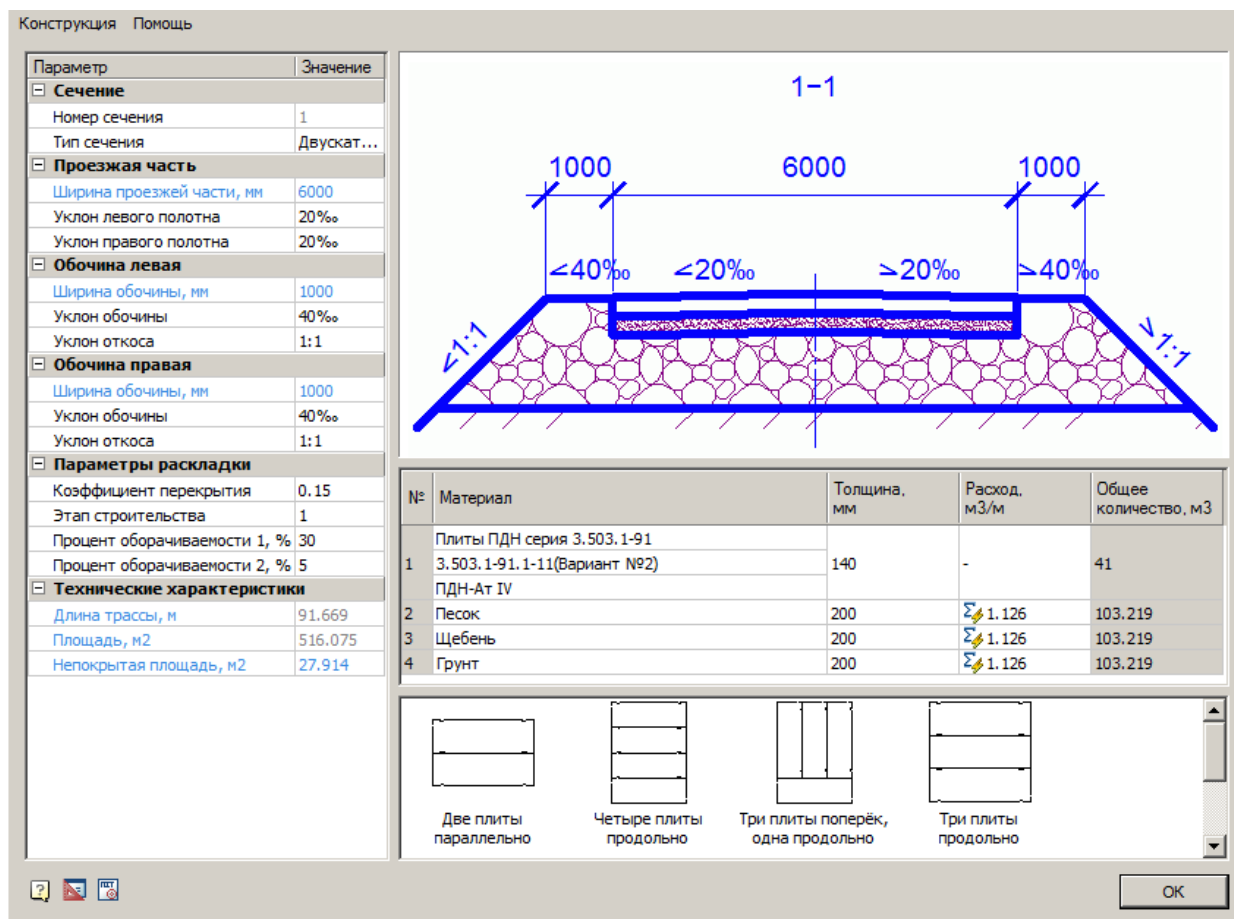 Конструкция Помощь
Параметр Значение
Сечение
Номер сечения 1
Тип сечения Двускат...
Проезжая часть
Ширина проезжей части, мм 6000
Уклон левого полотна 20‰
Уклон правого полотна 20‰
Обочина левая
Ширина обочины, мм 1000
Уклон обочины 40‰
Уклон откоса 1:1
Обочина правая
Ширина обочины, мм 1000
Уклон обочины 40‰
Уклон откоса 1:1
Параметры раскладки
Коэффициент перекрытия 0.15
Этап строительства 1
Процент оборачиваемости 1, % 30
Процент оборачиваемости 2, % 5
Технические характеристики
Длина трассы, м 91.669
Площадь, м2 516.075
Непокрытая площадь, м2 27.914
1-1
1000 6000 1000
<40‰ <20‰ >20‰ >40‰
<1:1 >1:1
№ Материал Толщина, мм Расход, м3/м Общее количество, м3
1 Плиты ПДН серия 3.503.1-91
3.503.1-91.1-11(Вариант №2) 140 - 41
ПДН-Ат IV
2 Песок 200 Σ 1.126 103.219
3 Щебень 200 Σ 1.126 103.219
4 Грунт 200 Σ 1.126 103.219
Две плиты параллельно
Четыре плиты продольно
Три плиты поперёк, одна продольно
Три плиты продольно
OK